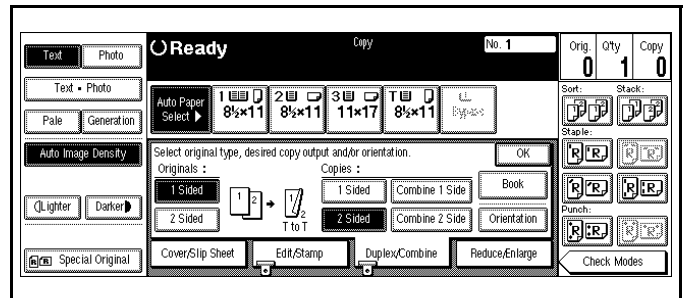 Text Photo
Text • Photo
Pale Generation
Auto Image Density
Lighter Darker
Special Original
Ready
Copy
No. 1
Auto Paper Select ▶
1 8½×11
2 8½×11
3 11×17
T 8½×11
Bypass
Select original type, desired copy output and/or orientation.
OK
Originals :
1 Sided
2 Sided
1 2
1 2
T to T
Copies :
1 Sided Combine 1 Side
2 Sided Combine 2 Side
Book
Orientation
Cover/Slip Sheet Edit/Stamp Duplex/Combine Reduce/Enlarge
Orig. Q'ty Copy
0 1 0
Sort: Stack:
Staple:
Punch:
Check Modes